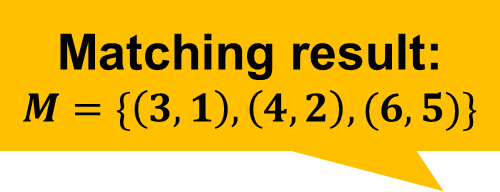 Matching result:
M = {(3, 1), (4, 2), (6, 5)}